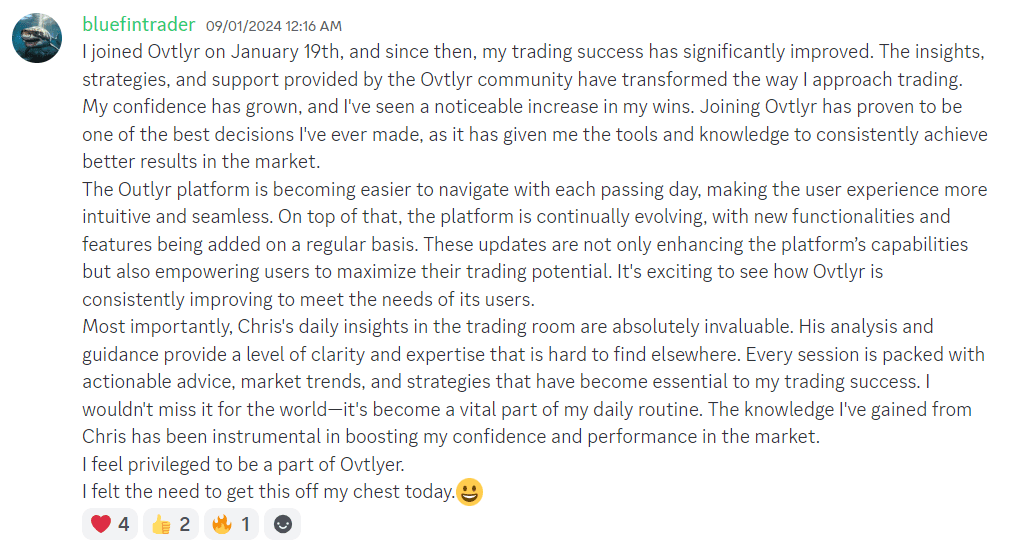 bluefintrader 09/01/2024 12:16 AM
I joined Ovtlyr on January 19th, and since then, my trading success has significantly improved. The insights,
strategies, and support provided by the Ovtlyr community have transformed the way I approach trading.
My confidence has grown, and I've seen a noticeable increase in my wins. Joining Ovtlyr has proven to be
one of the best decisions I've ever made, as it has given me the tools and knowledge to consistently achieve
better results in the market.
The Outlyr platform is becoming easier to navigate with each passing day, making the user experience more
intuitive and seamless. On top of that, the platform is continually evolving, with new functionalities and
features being added on a regular basis. These updates are not only enhancing the platform’s capabilities
but also empowering users to maximize their trading potential. It's exciting to see how Ovtlyr is
consistently improving to meet the needs of its users.
Most importantly, Chris's daily insights in the trading room are absolutely invaluable. His analysis and
guidance provide a level of clarity and expertise that is hard to find elsewhere. Every session is packed with
actionable advice, market trends, and strategies that have become essential to my trading success. I
wouldn't miss it for the world—it's become a vital part of my daily routine. The knowledge I've gained from
Chris has been instrumental in boosting my confidence and performance in the market.
I feel privileged to be a part of Ovtlyer.
I felt the need to get this off my chest today.😀
❤️ 4 👍 2 🔥 1